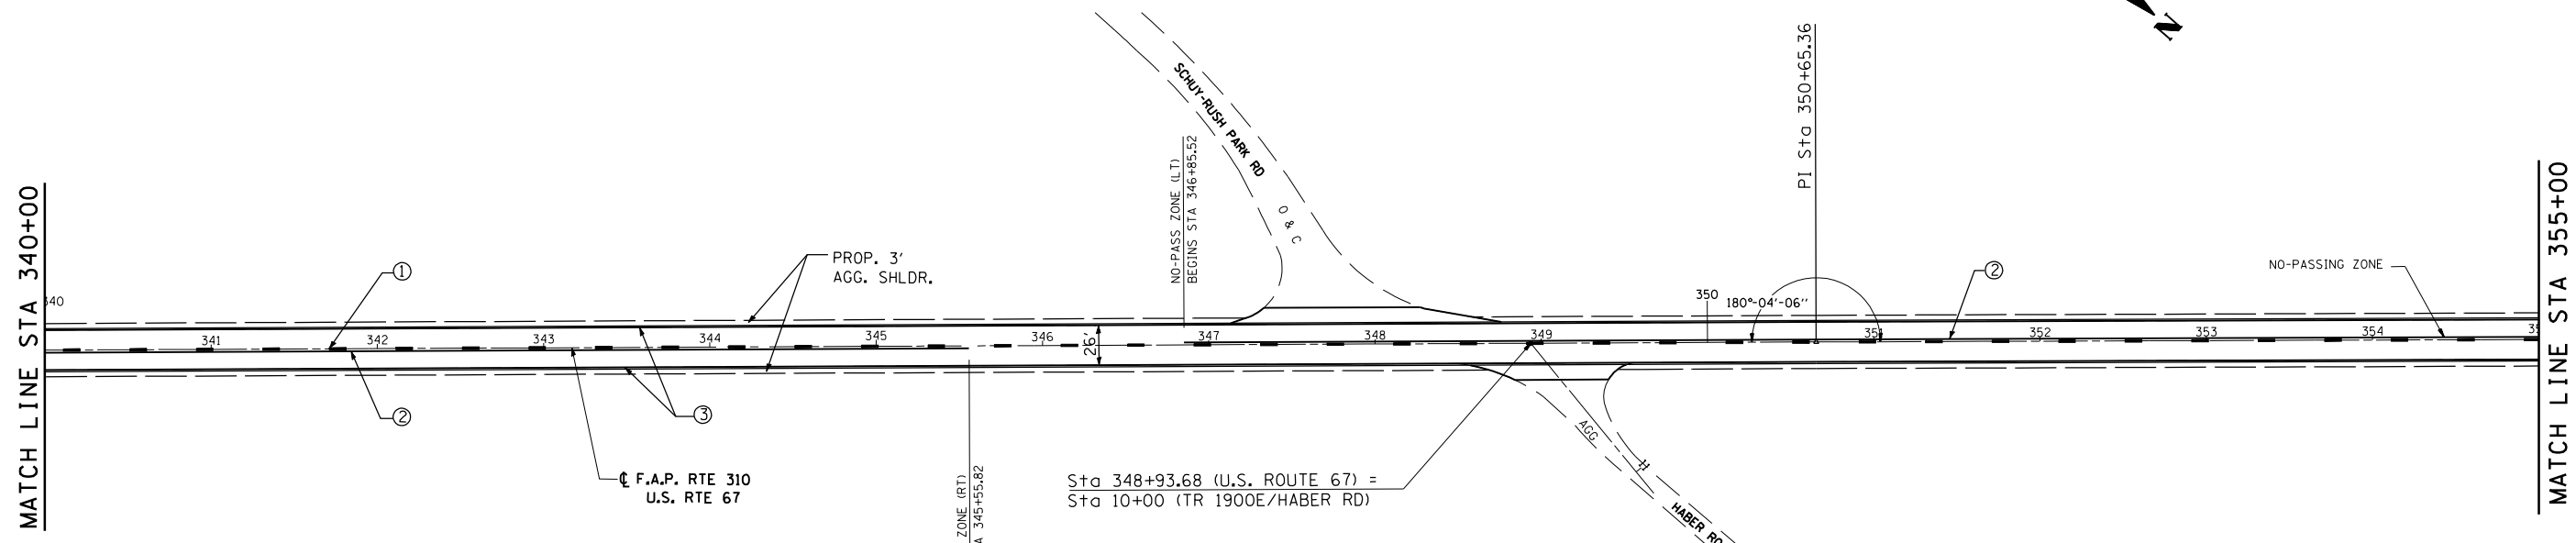 N
SCHUY-RUSH PARK RD
O & C
PI Sta 350+65.36
NO-PASS ZONE (LT)
BEGINS STA 346+85.52
MATCH LINE STA 340+00
MATCH LINE STA 355+00
1
PROP. 3'
AGG. SHLDR.
2
NO-PASSING ZONE
340
350
180°-04'-06''
341
342
343
344
345
346
347
348
349
351
352
353
354
26'
2
3
℄ F.A.P. RTE 310
U.S. RTE 67
ZONE (RT)
A 345+55.82
Sta 348+93.68 (U.S. ROUTE 67) =
Sta 10+00 (TR 1900E/HABER RD)
AGG
H
HABER RD